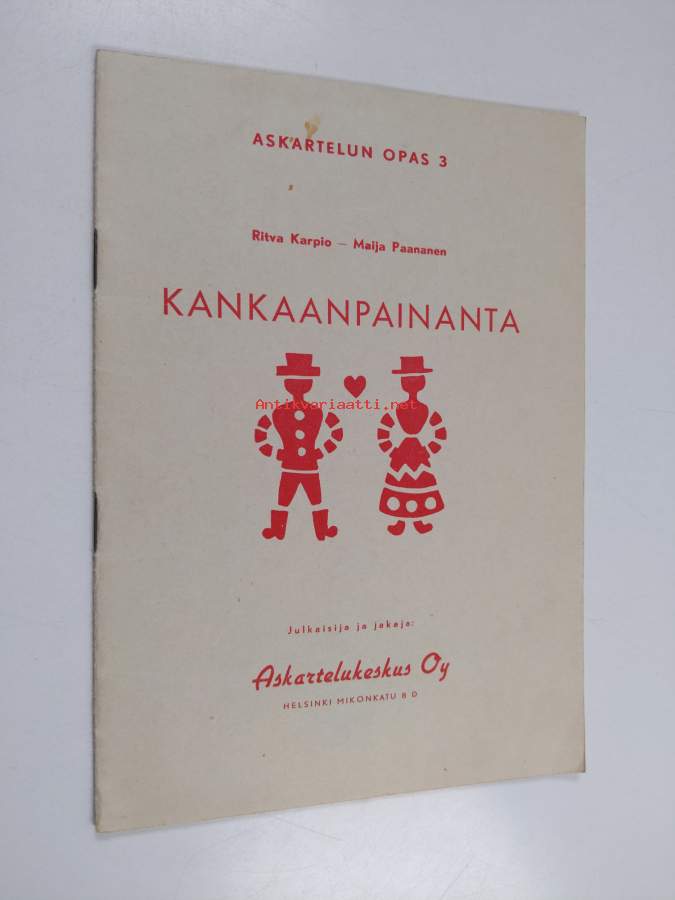 ASKARTELUN OPAS 3
Ritva Karpio — Maija Paananen
KANKAANPAINANTA
Antikvariaatti.net
Julkaisija ja jakaja:
Askartelukeskus Oy
HELSINKI MIKONKATU 8 D